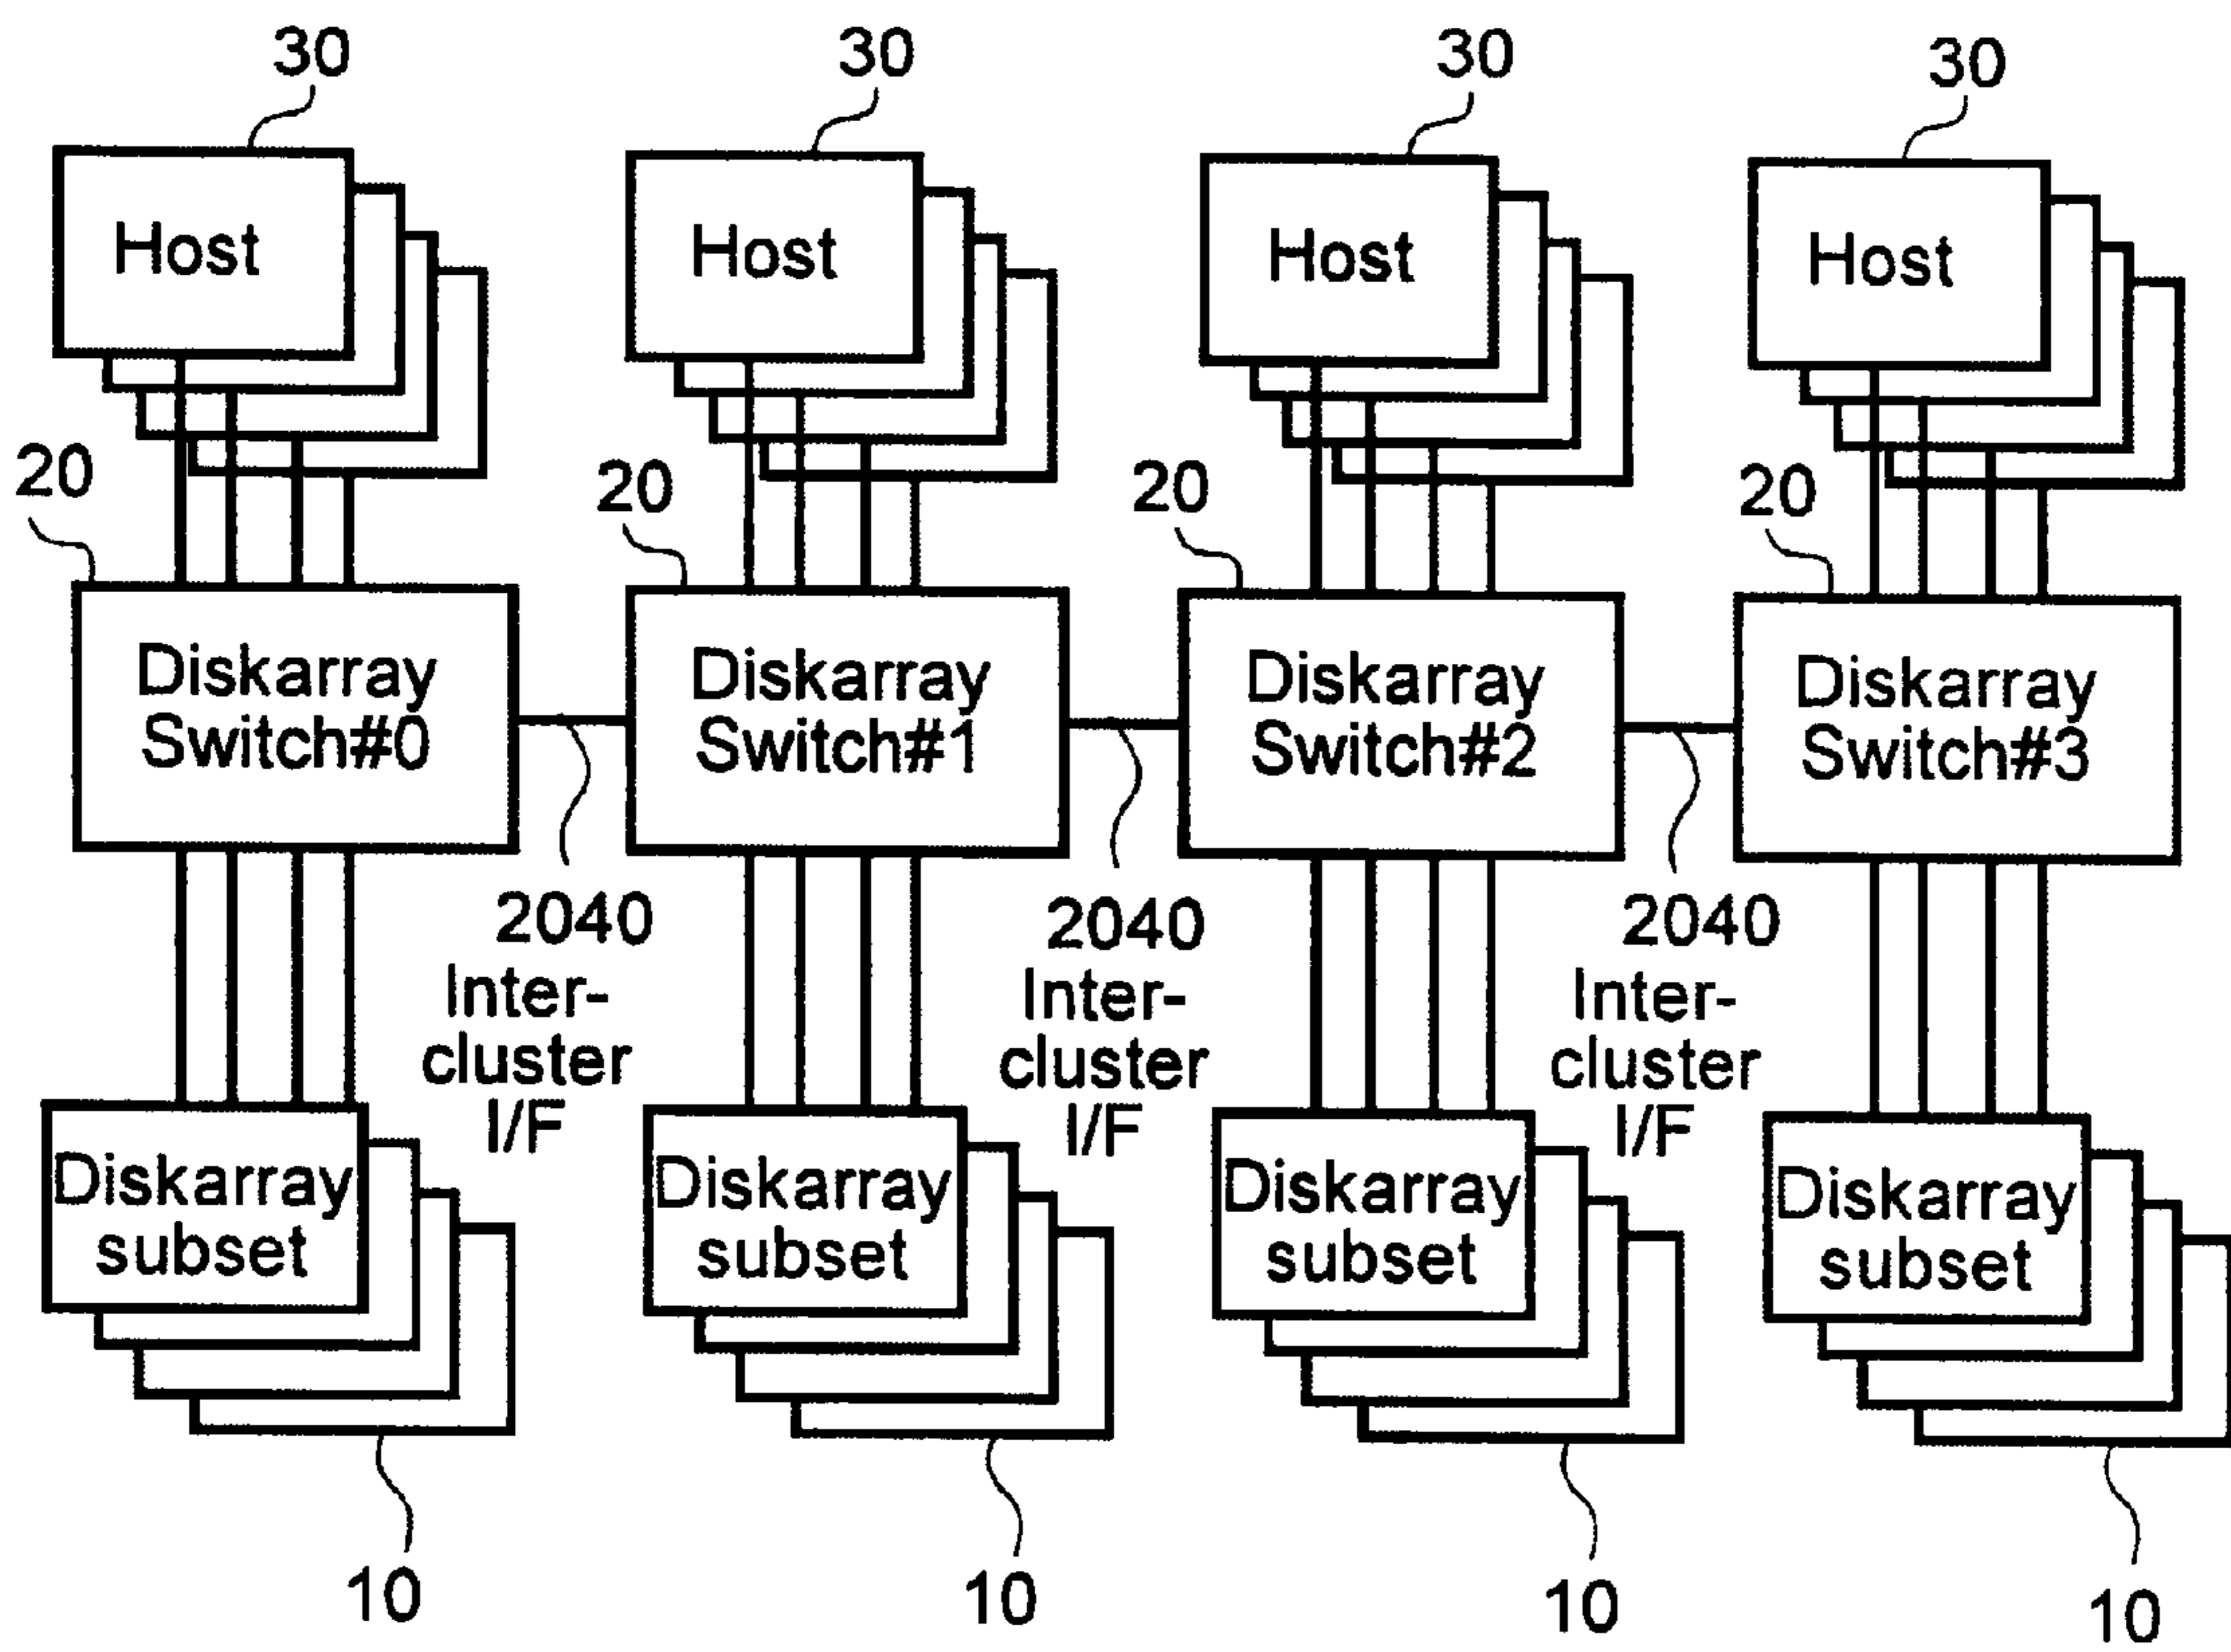 30
30
30
30
Host
Host
Host
Host
20
20
20
20
Diskarray
Switch#0
Diskarray
Switch#1
Diskarray
Switch#2
Diskarray
Switch#3
2040
Inter-
cluster
I/F
2040
Inter-
cluster
I/F
2040
Inter-
cluster
I/F
Diskarray
subset
Diskarray
subset
Diskarray
subset
Diskarray
subset
10
10
10
10